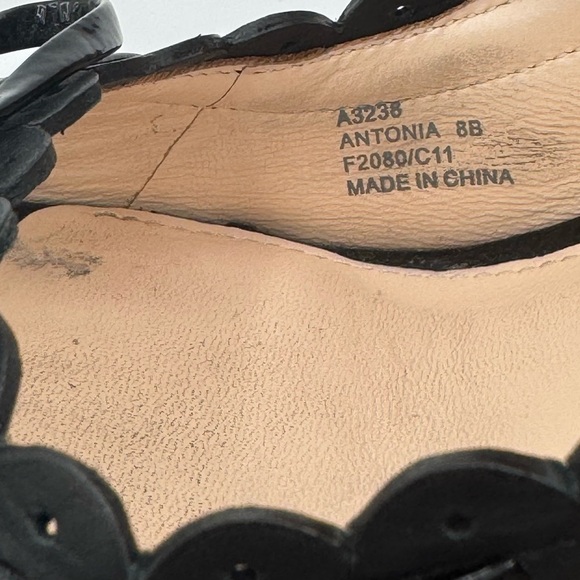 A3238
ANTONIA 8B
F2080/C11
MADE IN CHINA